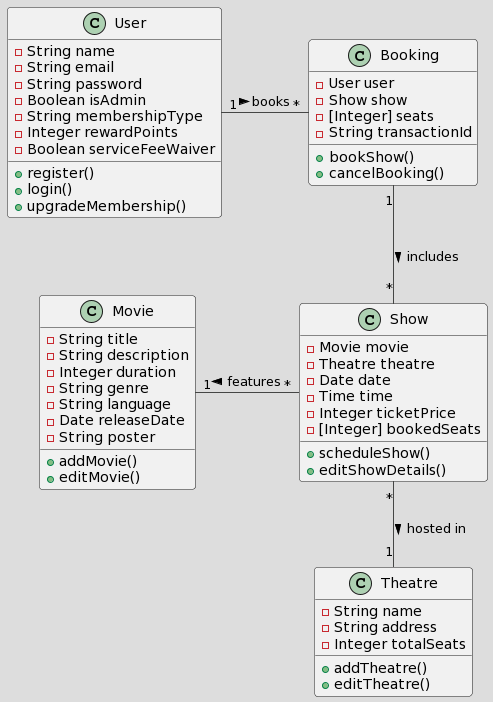 C User
String name
String email
String password
Boolean isAdmin
String membershipType
Integer rewardPoints
Boolean serviceFeeWaiver
register()
login()
upgradeMembership()
1 books *
C Booking
User user
Show show
[Integer] seats
String transactionId
bookShow()
cancelBooking()
1
includes
*
C Movie
String title
String description
Integer duration
String genre
String language
Date releaseDate
String poster
addMovie()
editMovie()
1 features *
C Show
Movie movie
Theatre theatre
Date date
Time time
Integer ticketPrice
[Integer] bookedSeats
scheduleShow()
editShowDetails()
*
hosted in
1
C Theatre
String name
String address
Integer totalSeats
addTheatre()
editTheatre()